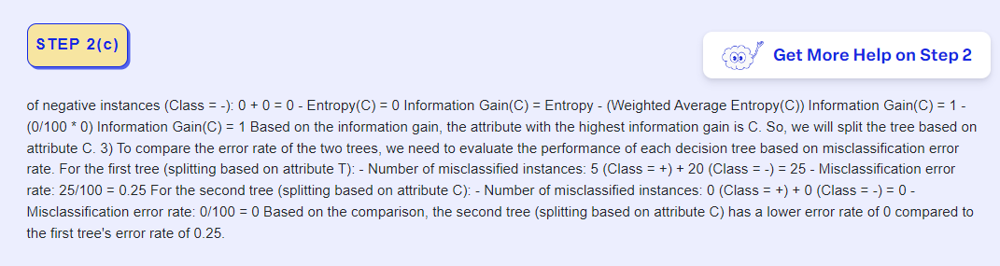 STEP 2(c)
Get More Help on Step 2
of negative instances (Class = -): 0 + 0 = 0 - Entropy(C) = 0 Information Gain(C) = Entropy - (Weighted Average Entropy(C)) Information Gain(C) = 1 -
(0/100 * 0) Information Gain(C) = 1 Based on the information gain, the attribute with the highest information gain is C. So, we will split the tree based on
attribute C. 3) To compare the error rate of the two trees, we need to evaluate the performance of each decision tree based on misclassification error
rate. For the first tree (splitting based on attribute T): - Number of misclassified instances: 5 (Class = +) + 20 (Class = -) = 25 - Misclassification error
rate: 25/100 = 0.25 For the second tree (splitting based on attribute C): - Number of misclassified instances: 0 (Class = +) + 0 (Class = -) = 0 -
Misclassification error rate: 0/100 = 0 Based on the comparison, the second tree (splitting based on attribute C) has a lower error rate of 0 compared to
the first tree's error rate of 0.25.